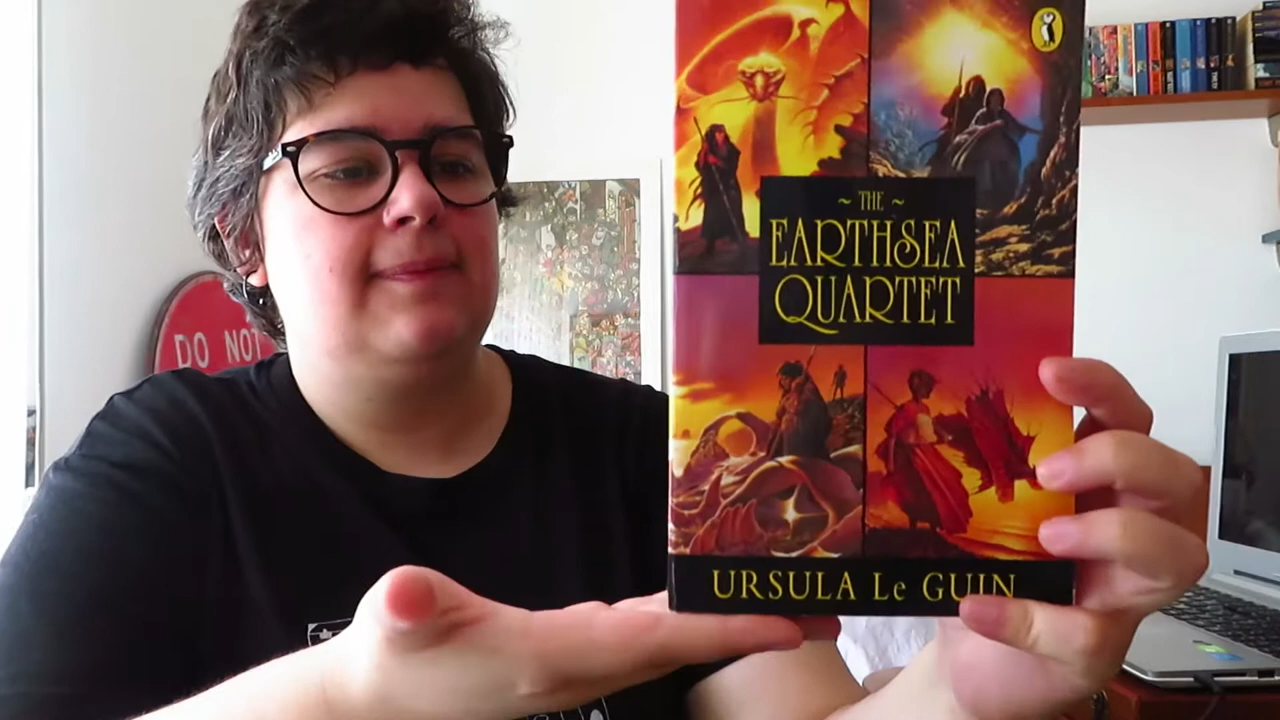 ~ THE ~
EARTHSEA
QUARTET
URSULA Le GUIN
DO NOT